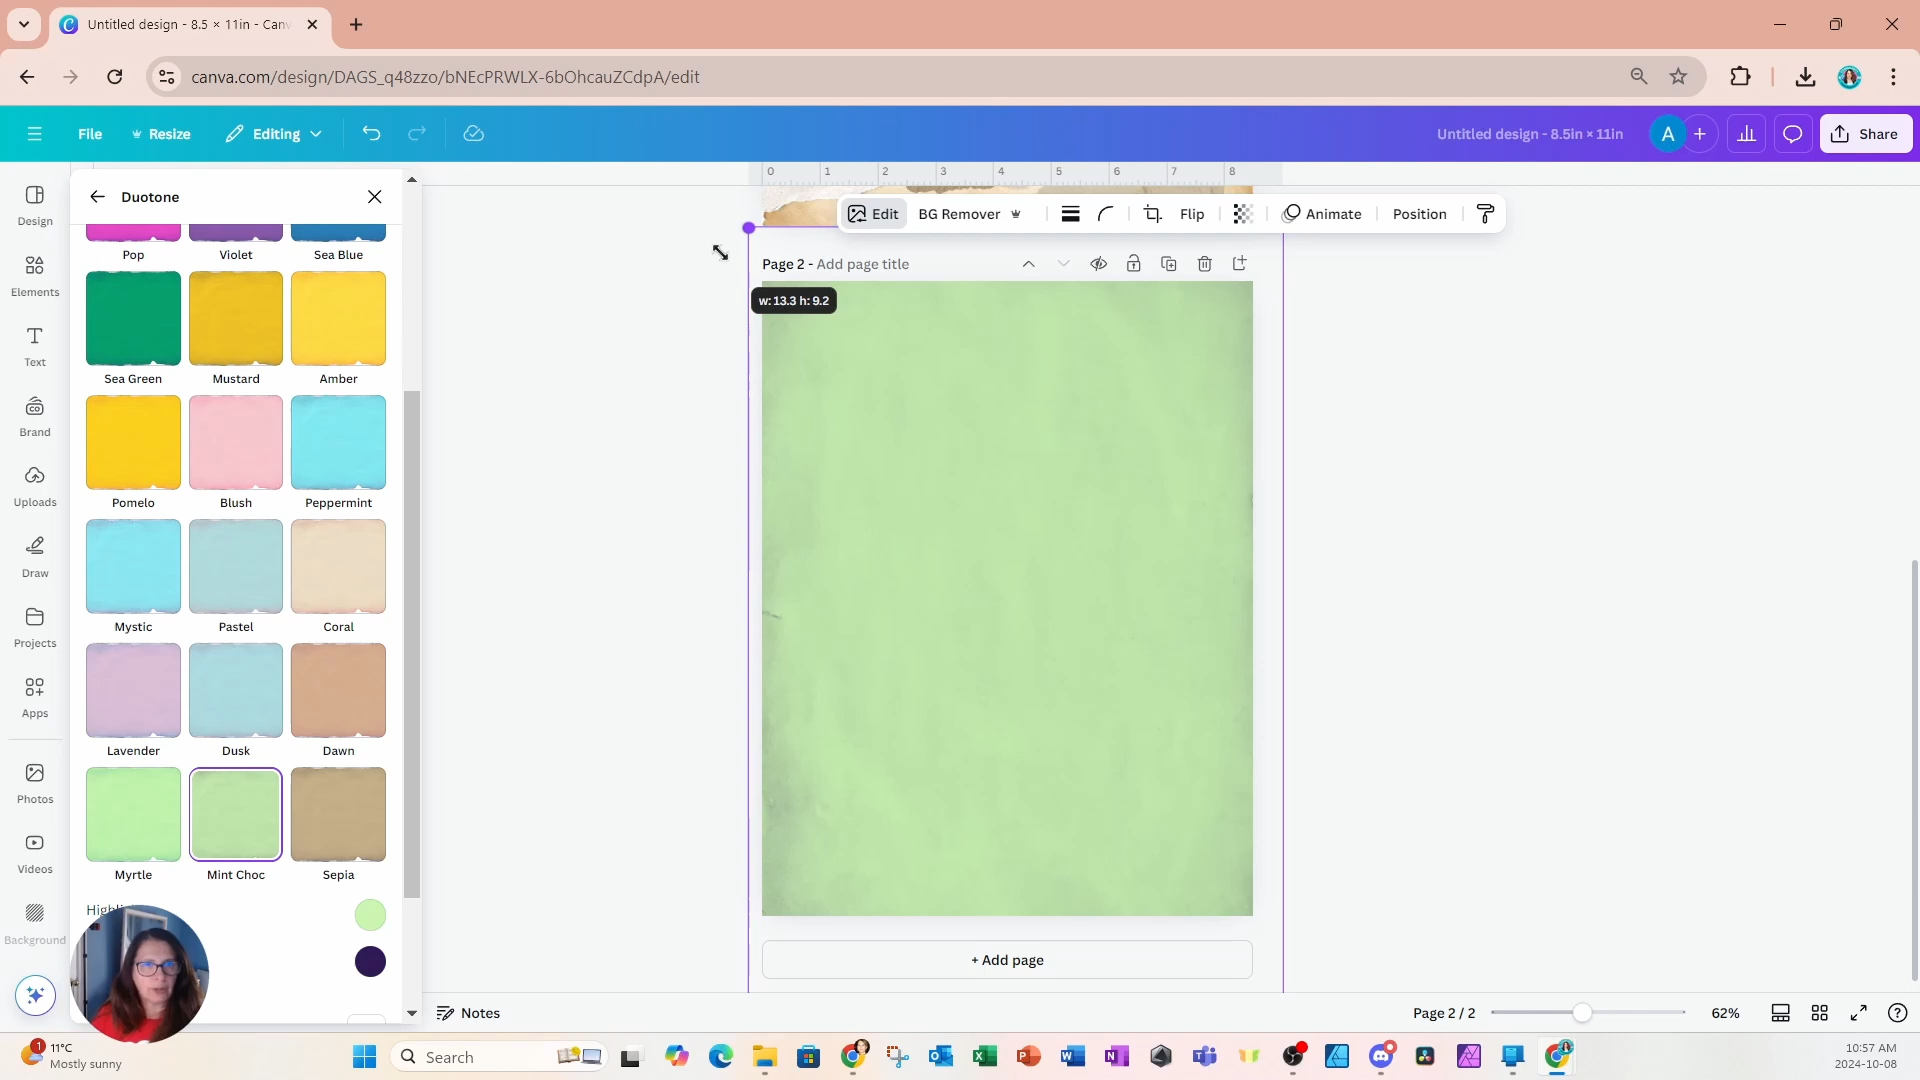 Untitled design - 8.5 × 11in - Can
canva.com/design/DAGS_q48zzo/bNEcPRWLX-6bOhcauZCdpA/edit
File
Resize
Editing
Untitled design - 8.5in × 11in
A
Share
Design
Elements
Text
Brand
Uploads
Draw
Projects
Apps
Photos
Videos
Background
Duotone
Pop
Violet
Sea Blue
Sea Green
Mustard
Amber
Pomelo
Blush
Peppermint
Mystic
Pastel
Coral
Lavender
Dusk
Dawn
Myrtle
Mint Choc
Sepia
0 1 2 3 4 5 6 7 8
Edit
BG Remover
Flip
Animate
Position
Page 2 - Add page title
w: 13.3 h: 9.2
+ Add page
Notes
Page 2 / 2
62%
1
11°C
Mostly sunny
Search
10:57 AM
2024-10-08